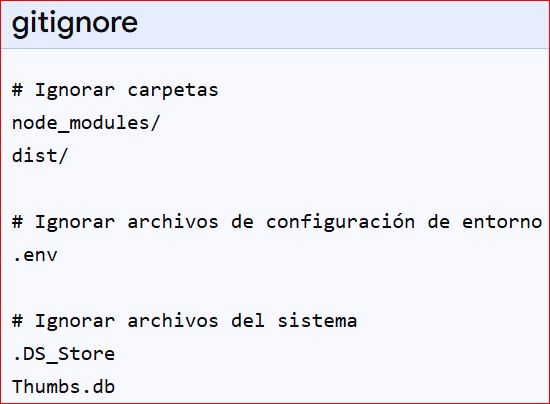 gitignore
# Ignorar carpetas
node_modules/
dist/
# Ignorar archivos de configuración de entorno
.env
# Ignorar archivos del sistema
.DS_Store
Thumbs.db